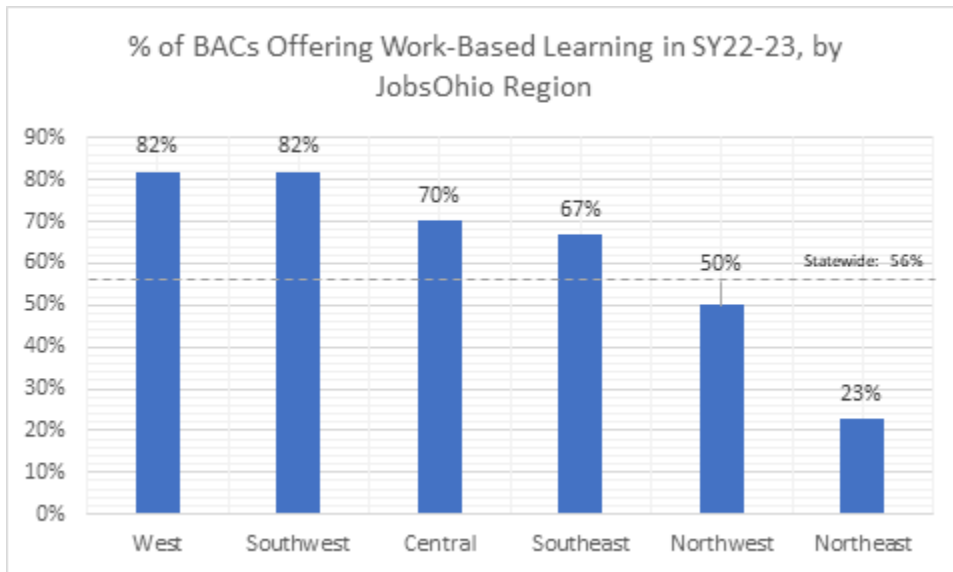 % of BACs Offering Work-Based Learning in SY22-23, by
JobsOhio Region
90%
80%
70%
60%
50%
40%
30%
20%
10%
0%
82%
82%
70%
67%
50%
23%
Statewide: 56%
West
Southwest
Central
Southeast
Northwest
Northeast